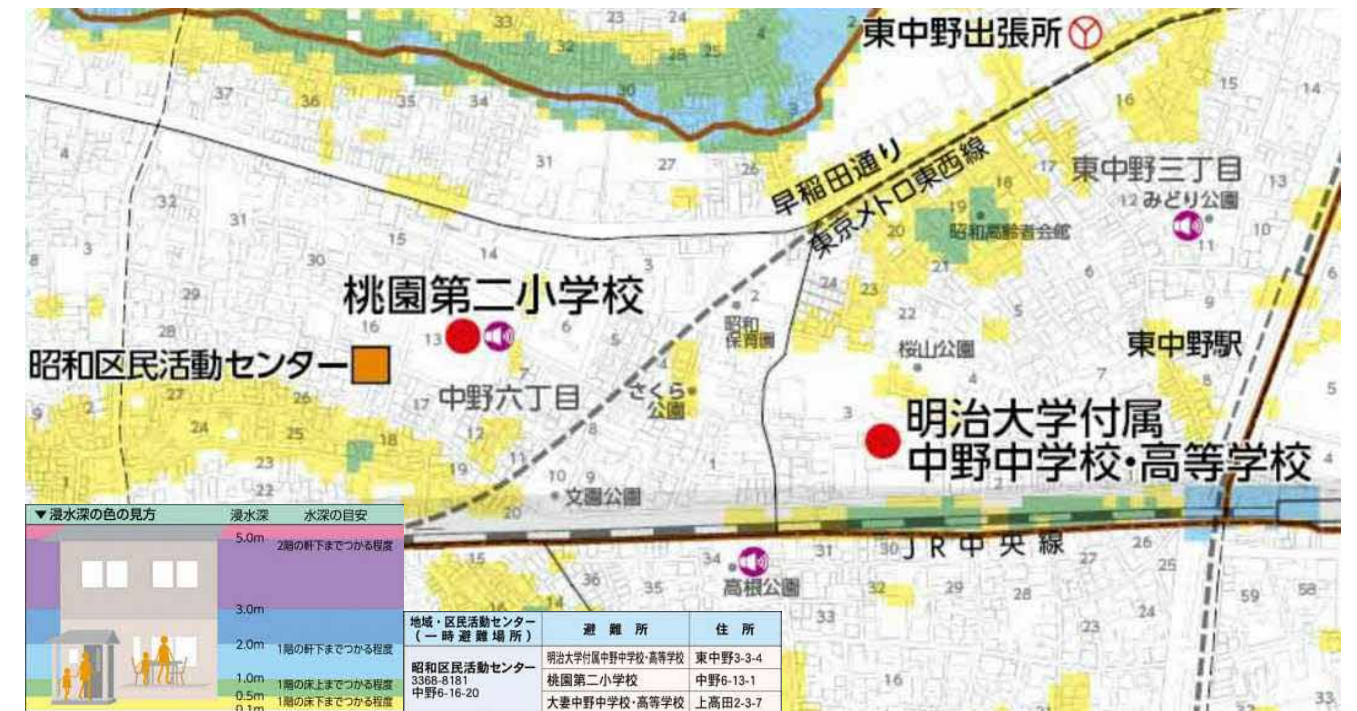 東中野出張所
早稲田通り
東京メトロ東西線
東中野三丁目
みどり公園
昭和高齢者会館
桃園第二小学校
昭和保育園
桜山公園
東中野駅
昭和区民活動センター
中野六丁目
さくら公園
明治大学付属
中野中学校・高等学校
文園公園
JR中央線
高根公園
▼浸水深の色の見方 浸水深 水深の目安
5.0m 2階の軒下までつかる程度
3.0m
2.0m 1階の軒下までつかる程度
1.0m 1階の床上までつかる程度
0.5m 1階の床下までつかる程度
0.1m
地域・区民活動センター
(一時避難場所)
避難所 住所
昭和区民活動センター
3368-8181
中野6-16-20
明治大学付属中野中学校・高等学校 東中野3-3-4
桃園第二小学校 中野6-13-1
大妻中野中学校・高等学校 上高田2-3-7